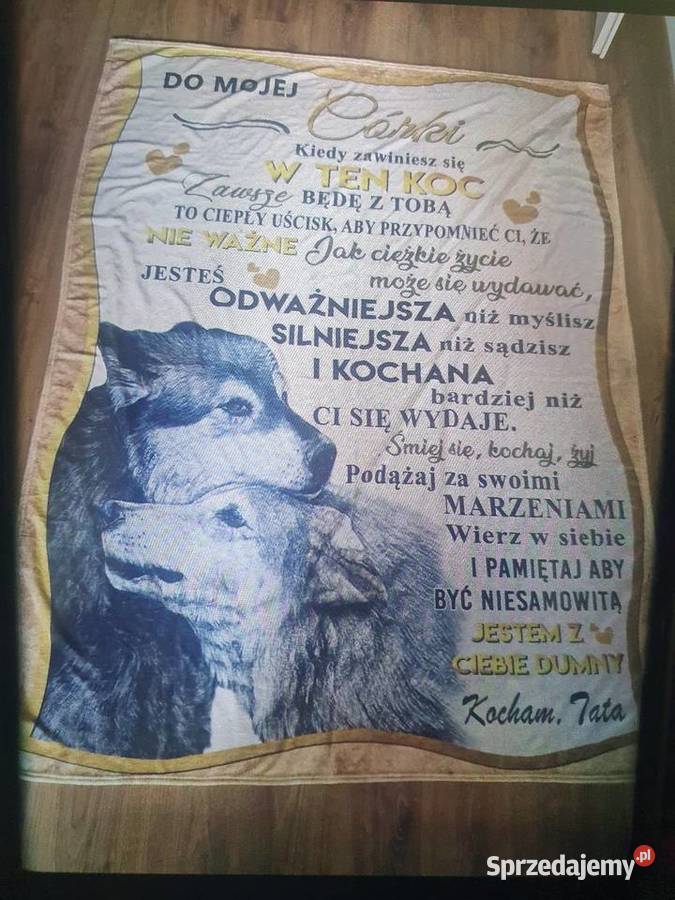 DO MOJEJ
Córki
Kiedy zawiniesz się
W TEN KOC
Zawsze BĘDĘ Z TOBĄ
TO CIEPŁY UŚCISK, ABY PRZYPOMNIEĆ CI, ŻE
NIE WAŻNE Jak ciężkie życie
JESTEŚ może się wydawać,
ODWAŻNIEJSZA niż myślisz
SILNIEJSZA niż sądzisz
I KOCHANA
bardziej niż
CI SIĘ WYDAJE.
Śmiej się, kochaj, żyj
Podążaj za swoimi
MARZENIAMI
Wierz w siebie
I PAMIĘTAJ ABY
BYĆ NIESAMOWITĄ
JESTEM Z
CIEBIE DUMNY
Kocham, Tata
Sprzedajemy.pl